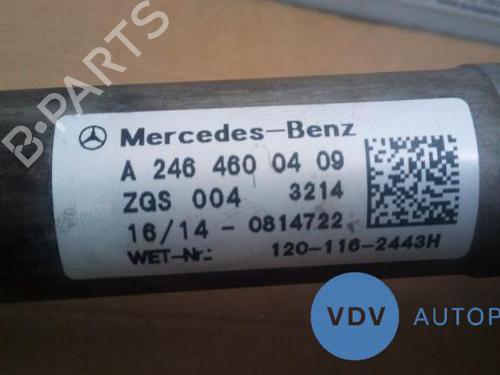 Mercedes-Benz
A 246 460 04 09
ZGS 004 3214
16/14 - 0814722
WET-Nr.: 120-116-2443H
B-PARTS
VDV AUTOP